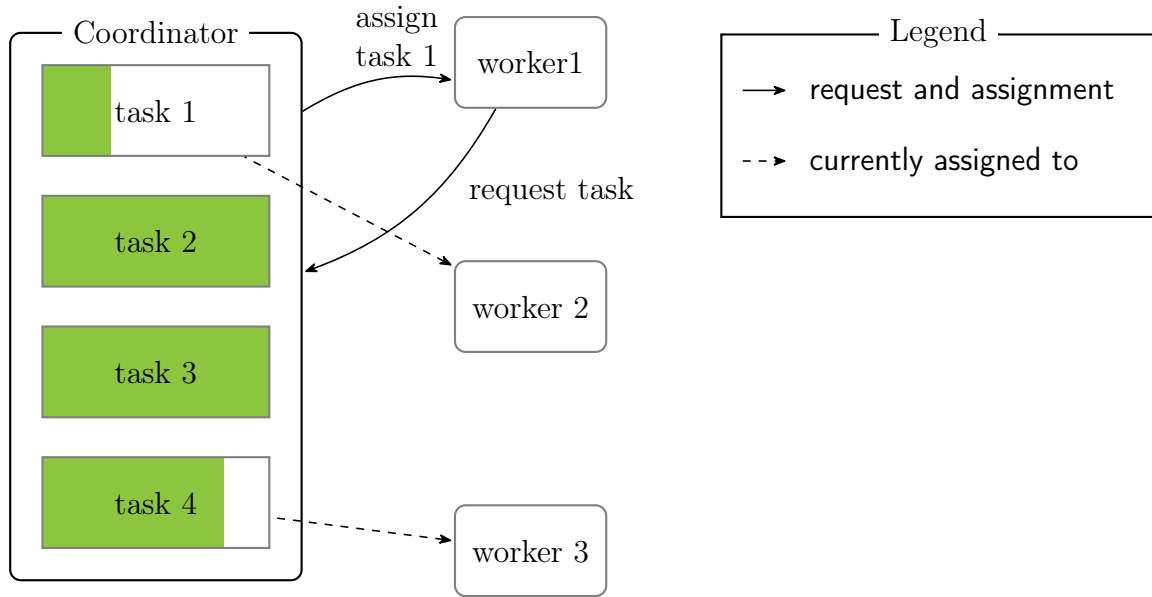 Coordinator
task 1
task 2
task 3
task 4
assign
task 1
request task
worker1
worker 2
worker 3
Legend
request and assignment
currently assigned to